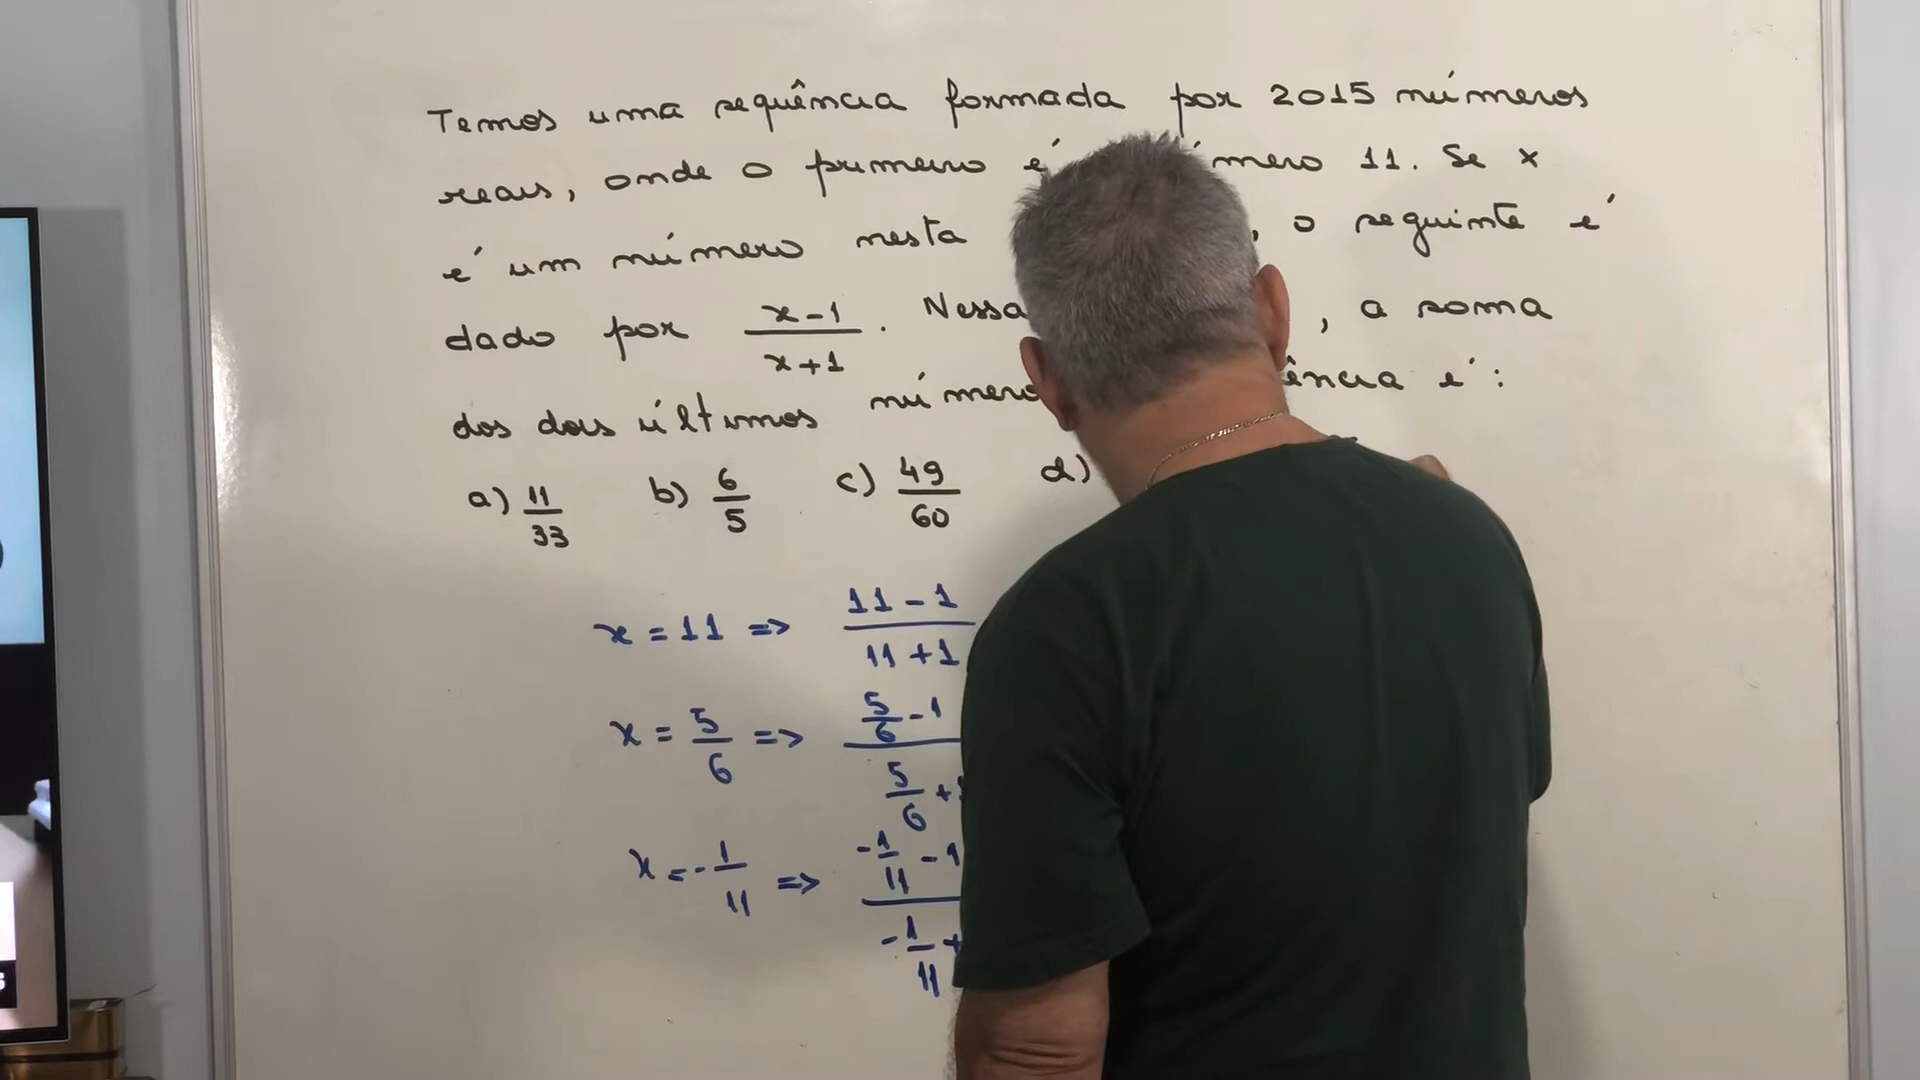 Temos uma sequência formada por 2015 números
reais, onde o primeiro é mero 11. Se x
é um número nesta , o seguinte é
dado por x-1/x+1 . Nessa , a soma
dos dois últimos número ência é:
a) 11/33 b) 6/5 c) 49/60 d)
x = 11 => 11 - 1/11 + 1
x = 5/6 => 5/6 - 1/5/6 +
x = -1/11 => -1/11 - 1/-1/11 +